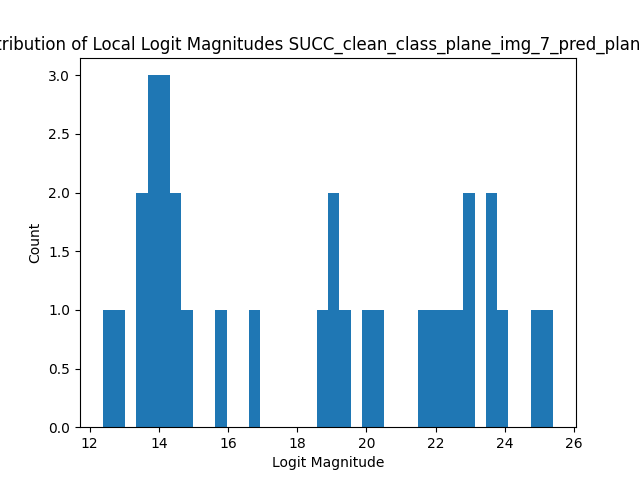 tribution of Local Logit Magnitudes SUCC_clean_class_plane_img_7_pred_plan
3.0
2.5
2.0
1.5
1.0
0.5
0.0
Count
12 14 16 18 20 22 24 26
Logit Magnitude